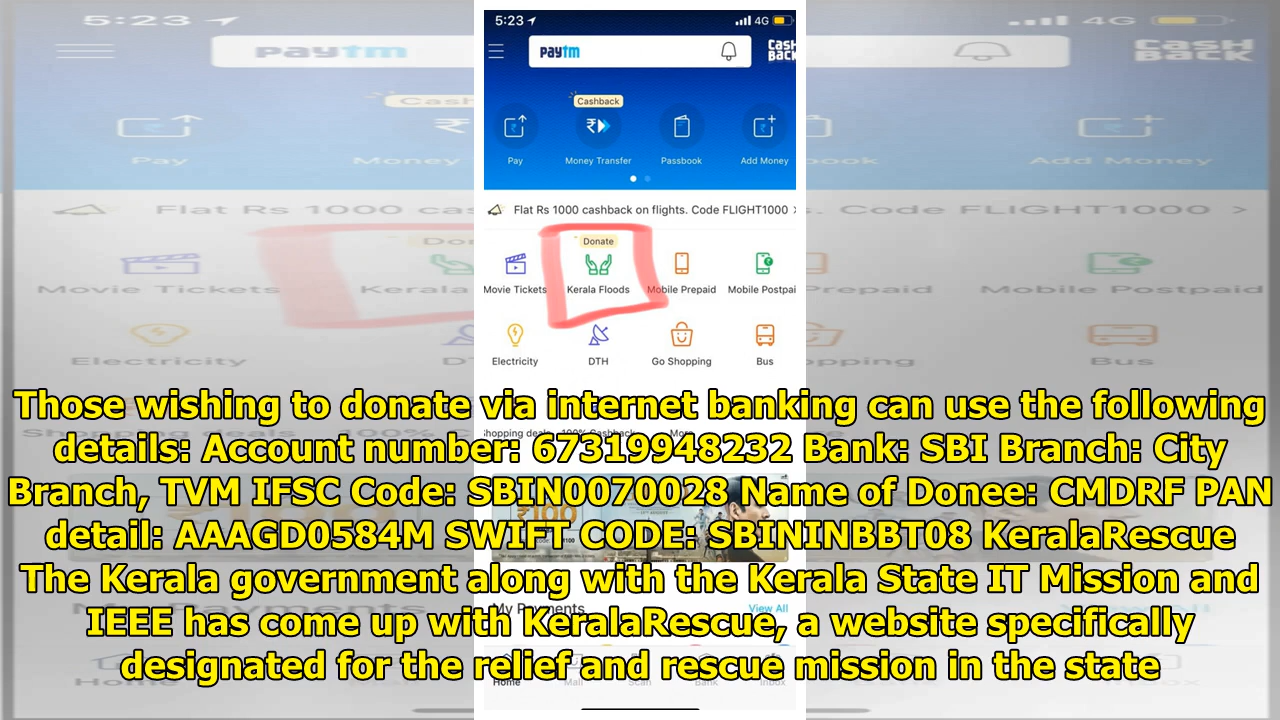 5:23
4G
paytm
CASH BACK
Cashback
Pay
Money Transfer
Passbook
Add Money
Flat Rs 1000 cashback on flights. Code FLIGHT1000
Donate
Movie Tickets
Kerala Floods
Mobile Prepaid
Mobile Postpai
Electricity
DTH
Go Shopping
Bus
Those wishing to donate via internet banking can use the following
details: Account number: 67319948232 Bank: SBI Branch: City
Branch, TVM IFSC Code: SBIN0070028 Name of Donee: CMDRF PAN
detail: AAAGD0584M SWIFT CODE: SBININBBT08 KeralaRescue
The Kerala government along with the Kerala State IT Mission and
IEEE has come up with KeralaRescue, a website specifically
designated for the relief and rescue mission in the state
My Payments
View All
Home
Mall
Scan
Bank
Inbox